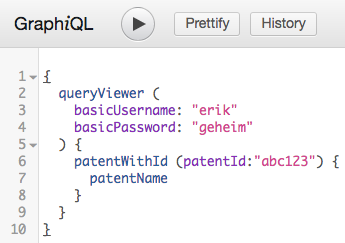 GraphiQL Prettify History
1 {
2 queryViewer (
3 basicUsername: "erik"
4 basicPassword: "geheim"
5 ) {
6 patentWithId (patentId:"abc123") {
7 patentName
8 }
9 }
10 }